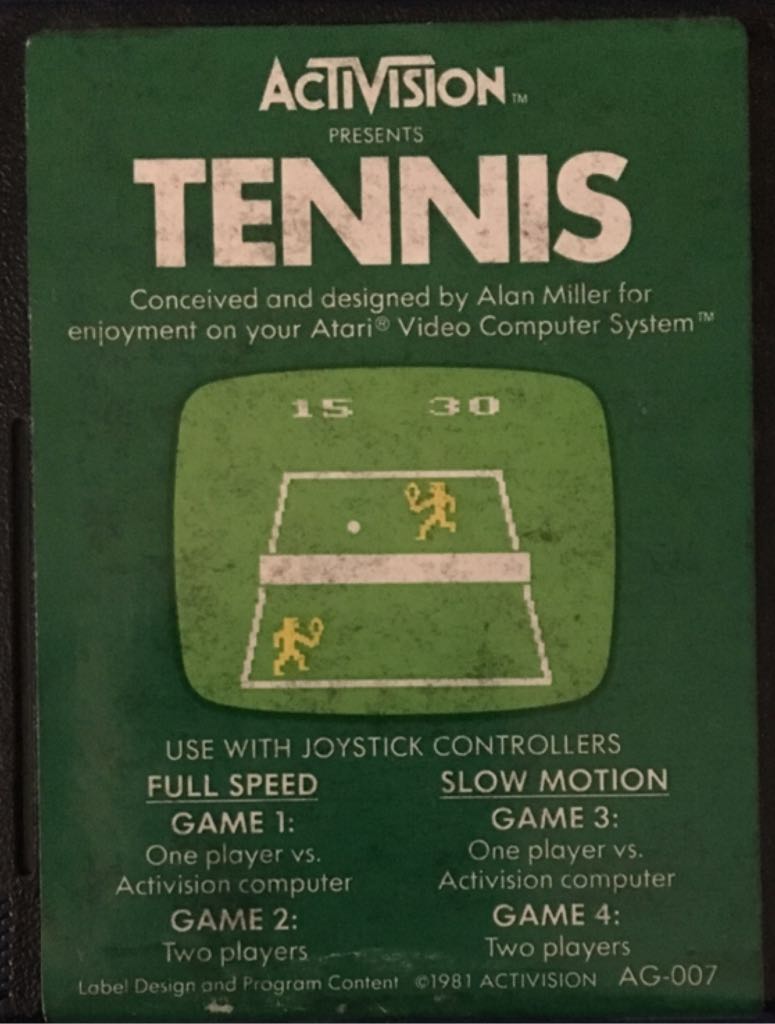 ACTIVISION™
PRESENTS
TENNIS
Conceived and designed by Alan Miller for
enjoyment on your Atari® Video Computer System™
15 30
USE WITH JOYSTICK CONTROLLERS
FULL SPEED
GAME 1:
One player vs.
Activision computer
GAME 2:
Two players
SLOW MOTION
GAME 3:
One player vs.
Activision computer
GAME 4:
Two players
Label Design and Program Content ©1981 ACTIVISION AG-007